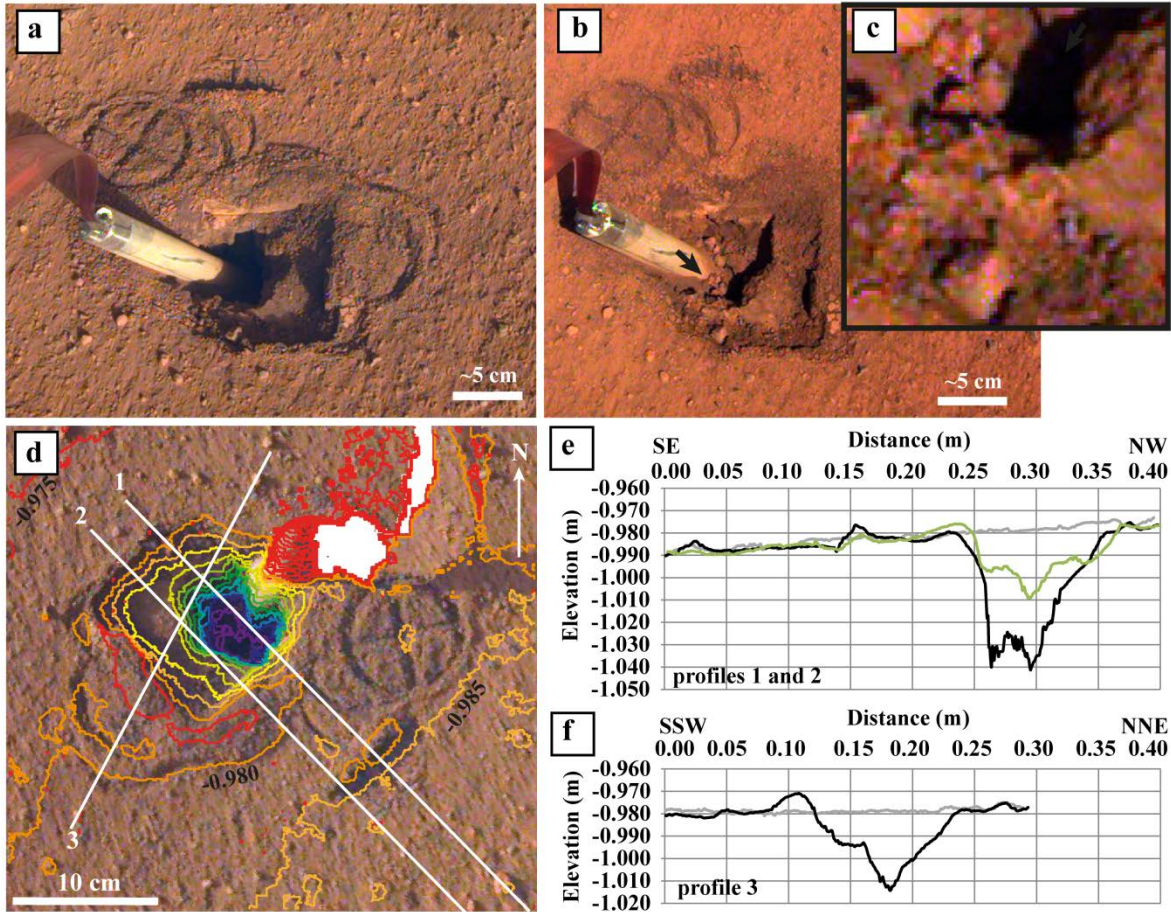 a
~5 cm
b
~5 cm
c
d
N
-0.975
1
2
3
-0.985
-0.980
10 cm
e
SE Distance (m) NW
0.00 0.05 0.10 0.15 0.20 0.25 0.30 0.35 0.40
Elevation (m)
-0.960
-0.970
-0.980
-0.990
-1.000
-1.010
-1.020
-1.030
-1.040
-1.050
profiles 1 and 2
f
SSW Distance (m) NNE
0.00 0.05 0.10 0.15 0.20 0.25 0.30 0.35 0.40
Elevation (m)
-0.960
-0.970
-0.980
-0.990
-1.000
-1.010
-1.020
profile 3